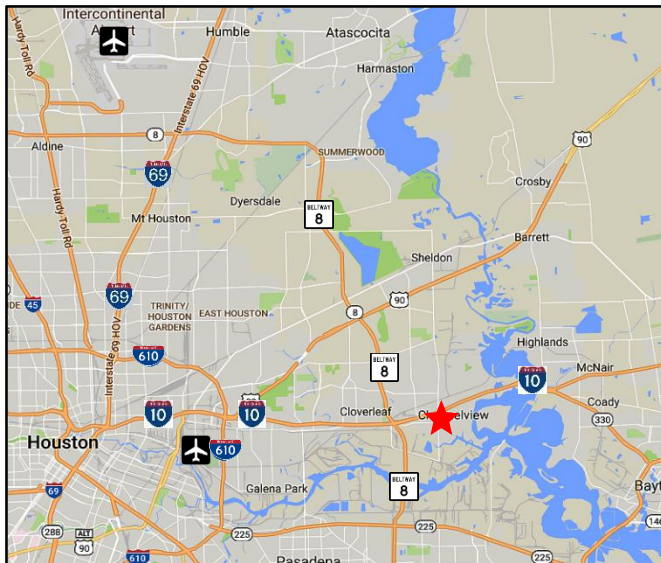 Intercontinental
Airport
Humble
Atascocita
Hardy Toll Rd
Interstate 69 HOV
Harmaston
8
90
Aldine
SUMMERWOOD
69
Crosby
Dyersdale
BELTWAY
8
Mt Houston
Hardy Toll Rd
Barrett
Sheldon
69
90
45
TRINITY/
HOUSTON
GARDENS
EAST HOUSTON
8
Interstate 69 HOV
Highlands
610
BELTWAY
8
McNair
10
10
10
Cloverleaf
Coady
330
Houston
610
Galena Park
BELTWAY
8
69
288
ALT
90
225
225
146
610
Pasadena
225